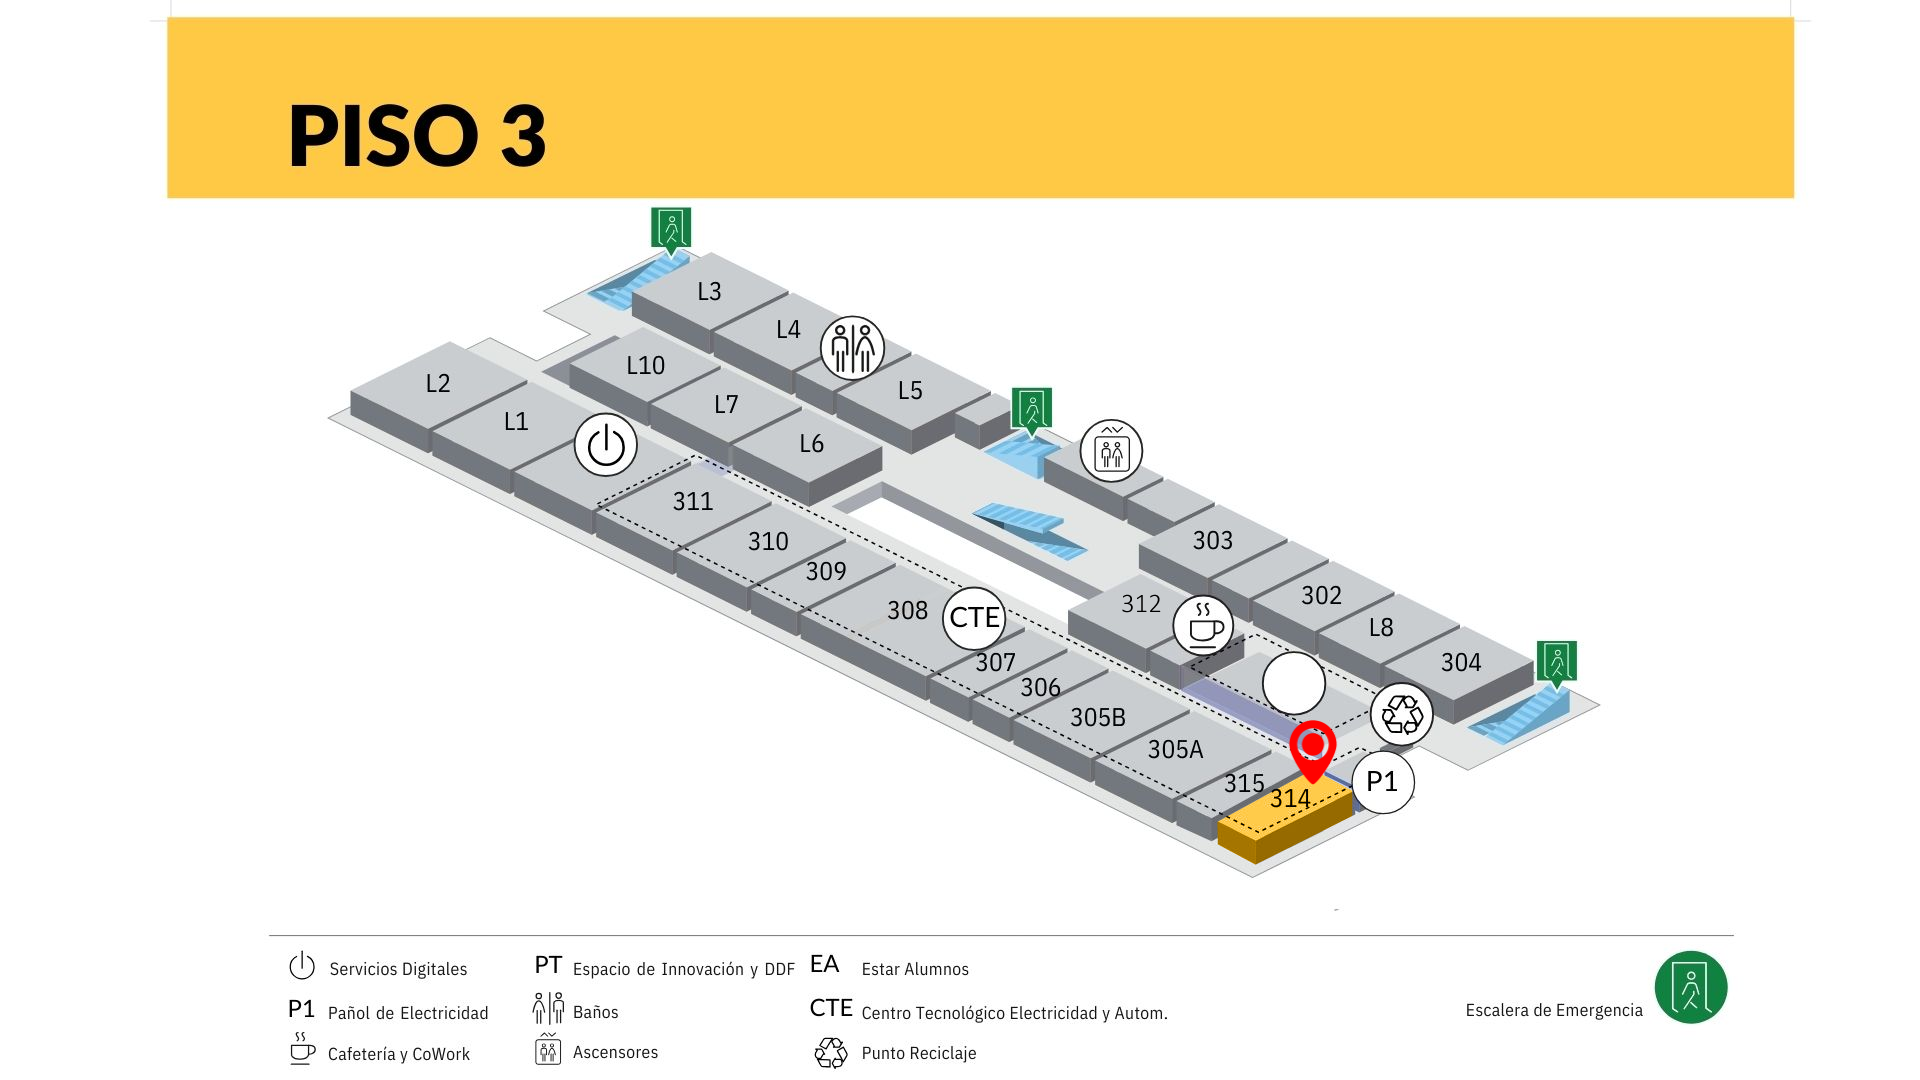 PISO 3
L3
L4
L10
L2
L5
L7
L1
L6
311
310
303
309
302
312
308
CTE
L8
307
304
306
305B
305A
315
P1
314
Servicios Digitales
PT Espacio de Innovación y DDF
EA Estar Alumnos
P1 Pañol de Electricidad
Baños
CTE Centro Tecnológico Electricidad y Autom.
Escalera de Emergencia
Cafetería y CoWork
Ascensores
Punto Reciclaje